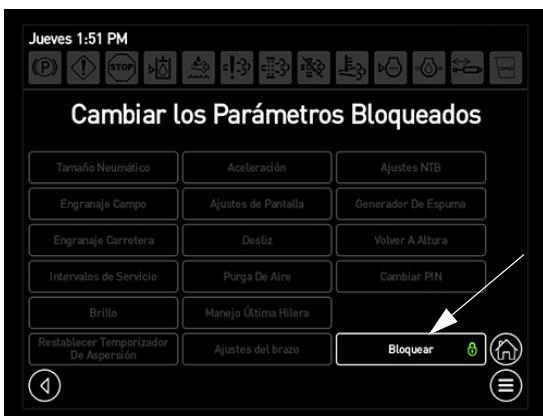 Jueves 1:51 PM
(P) STOP
Cambiar los Parámetros Bloqueados
Tamaño Neumático Aceleración Ajustes NTB
Engranaje Campo Ajustes de Pantalla Generador De Espuma
Engranaje Carretera Desliz Volver A Altura
Intervalos de Servicio Purga De Aire Cambiar PIN
Brillo Manejo Última Hilera
Restablecer Temporizador
De Aspersión Ajustes del brazo Bloquear